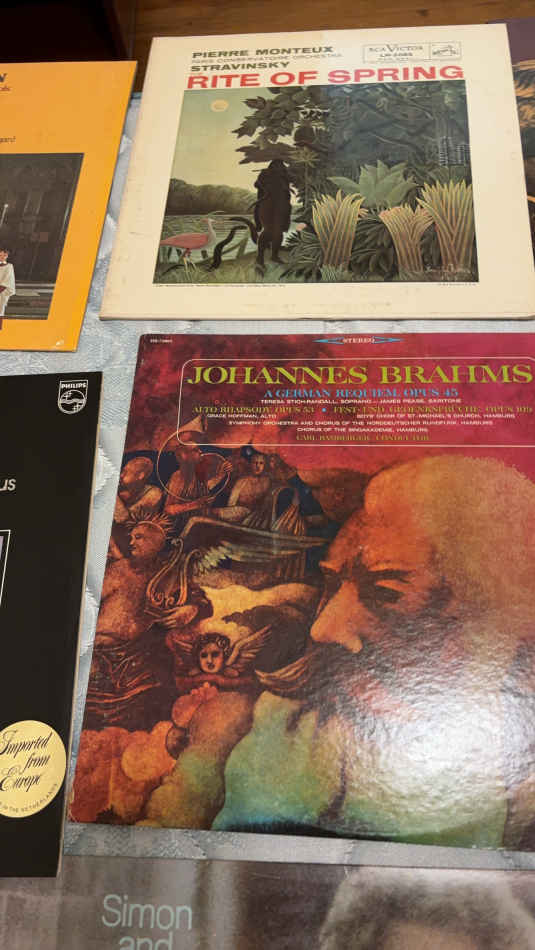 PIERRE MONTEUX
PARIS CONSERVATOIRE ORCHESTRA
STRAVINSKY
RITE OF SPRING
RCA VICTOR
JOHANNES BRAHMS
STEREO
A GERMAN REQUIEM, OPUS 45
TERESA STICH-RANDALL, SOPRANO – JAMES PEASE, BARITONE
ALTO RHAPSODY, OPUS 53 • FEST- UND GEDENKSPRÜCHE, OPUS 109
GRACE HOFFMAN, ALTO BOYS' CHOIR OF ST. MICHAEL'S CHURCH, HAMBURG
SYMPHONY ORCHESTRA AND CHORUS OF THE NORDDEUTSCHER RUNDFUNK, HAMBURG
CHORUS OF THE SINGAKADEMIE, HAMBURG
CARL BAMBERGER, CONDUCTOR
PHILIPS
us
Imported
from
Europe
IN THE NETHERLANDS
Simon
and